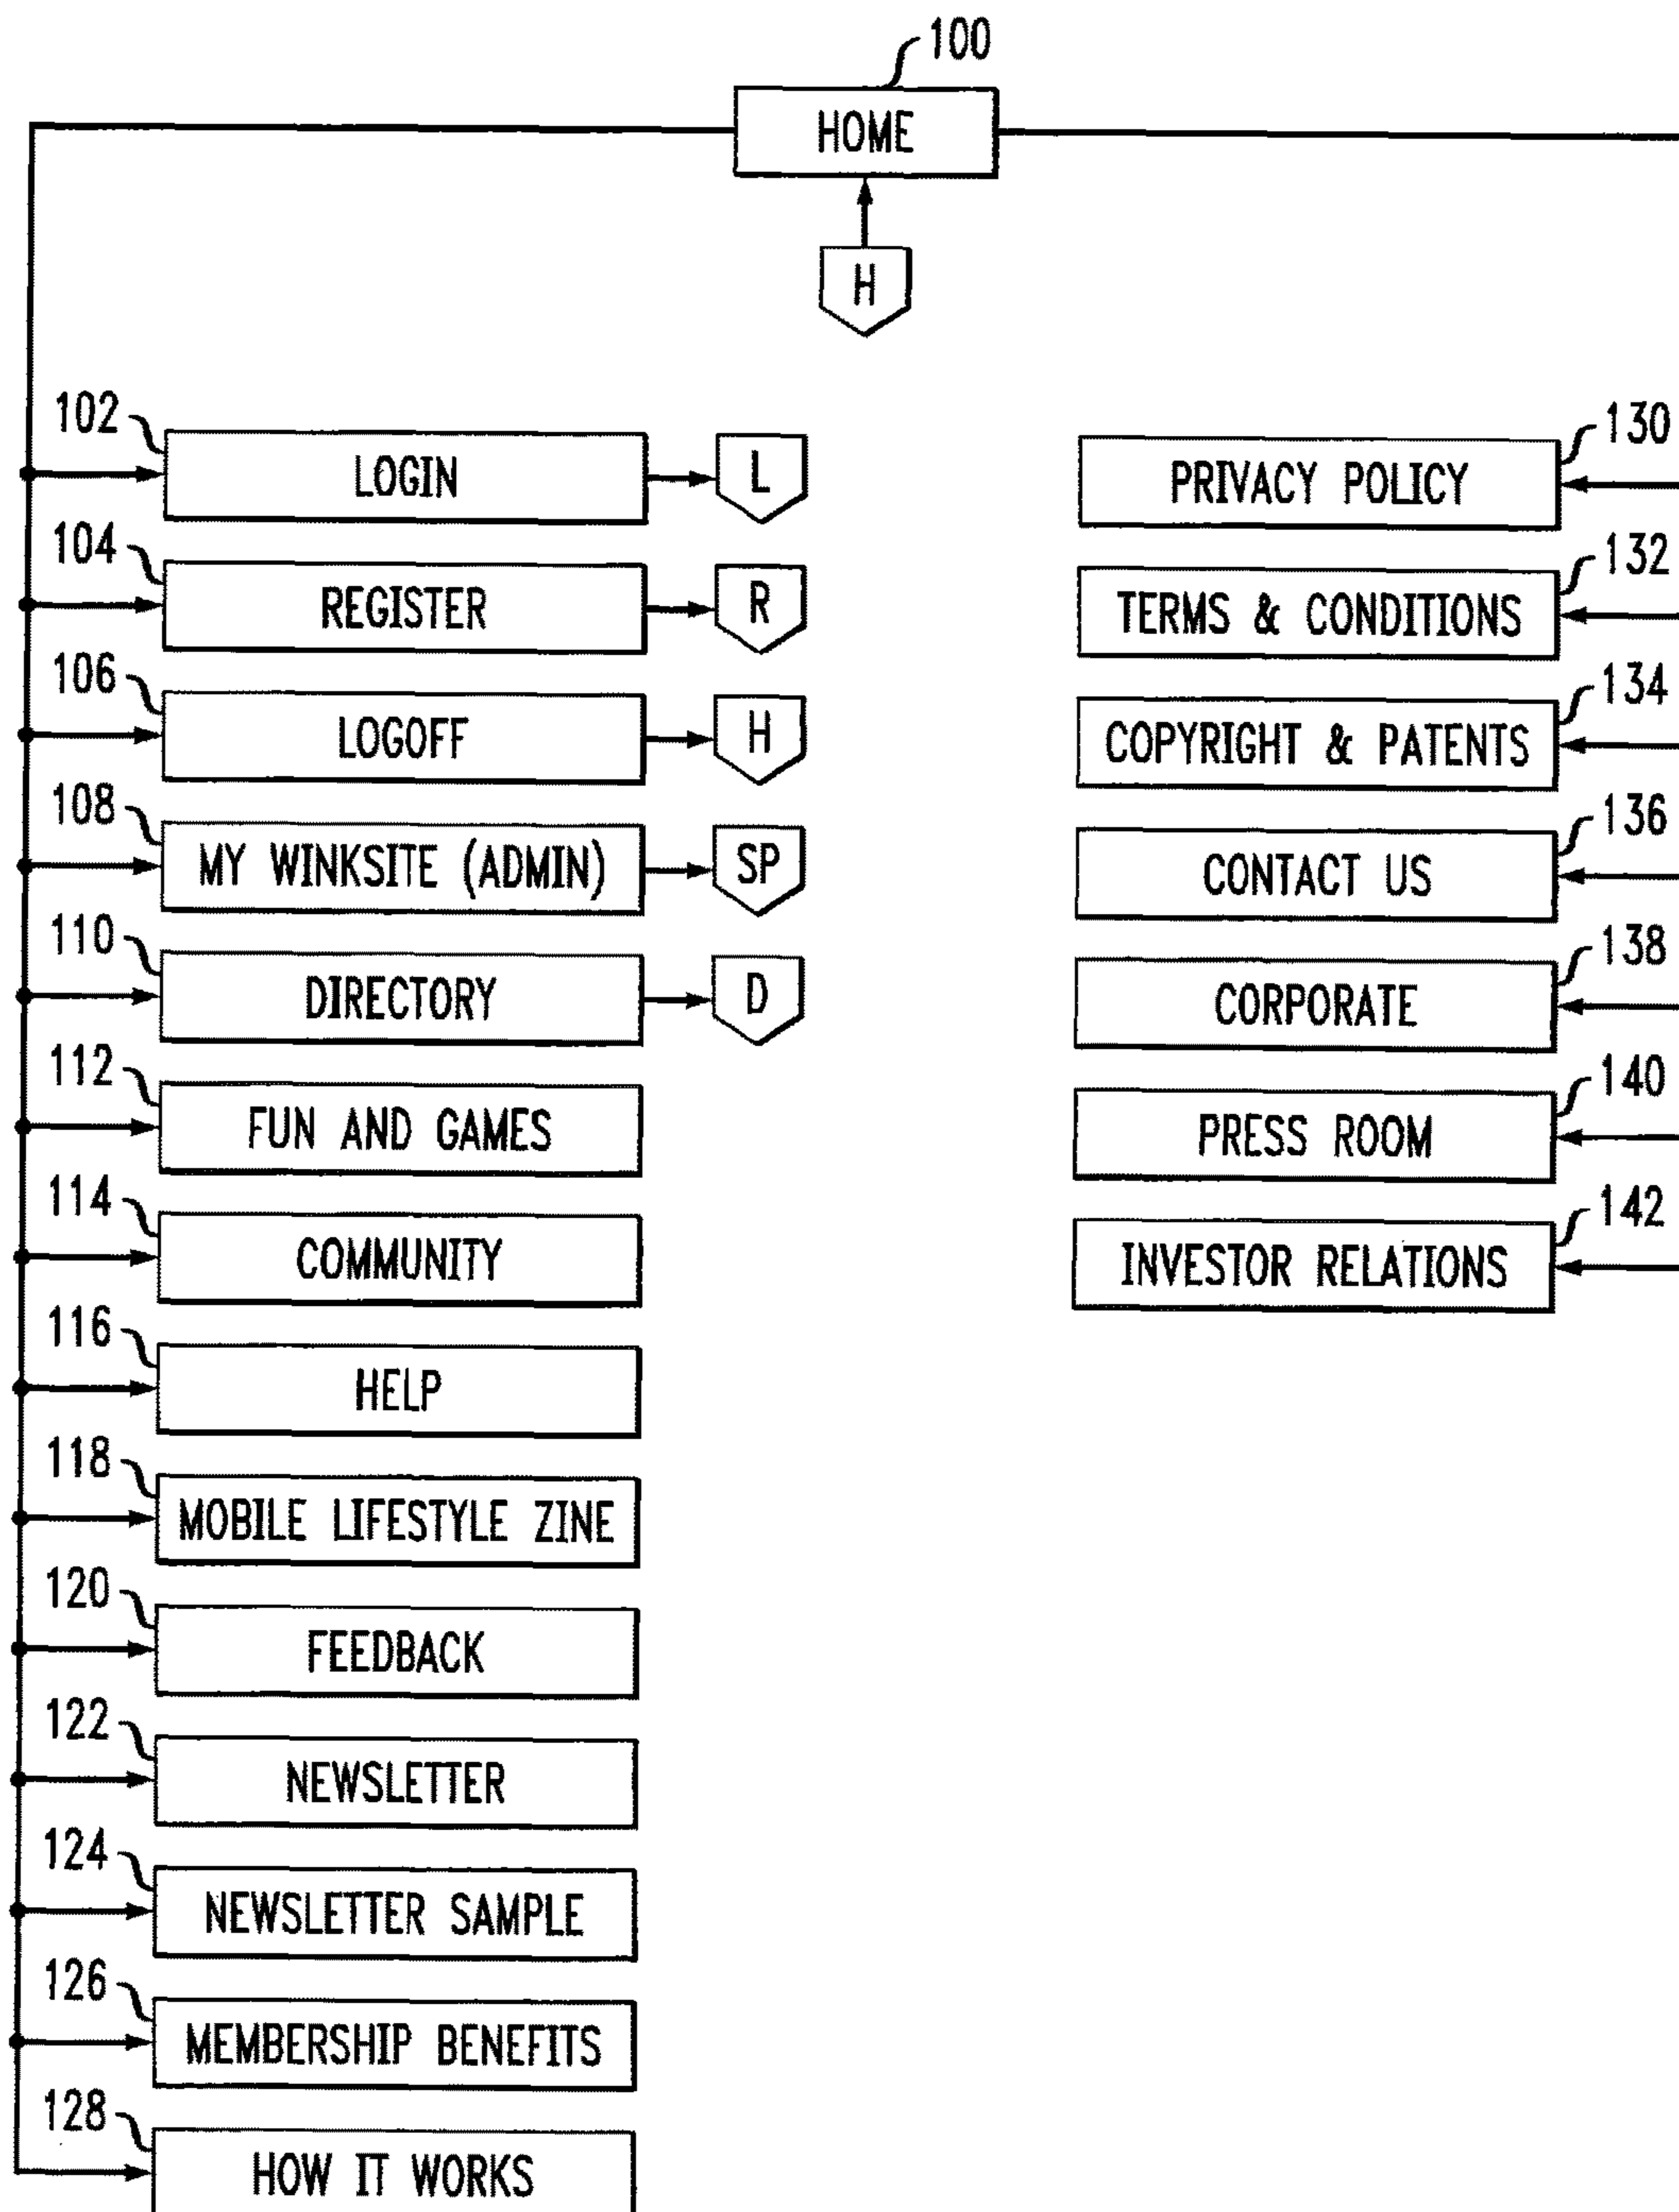 100
HOME
H
102
LOGIN
L
104
REGISTER
R
106
LOGOFF
H
108
MY WINKSITE (ADMIN)
SP
110
DIRECTORY
D
112
FUN AND GAMES
114
COMMUNITY
116
HELP
118
MOBILE LIFESTYLE ZINE
120
FEEDBACK
122
NEWSLETTER
124
NEWSLETTER SAMPLE
126
MEMBERSHIP BENEFITS
128
HOW IT WORKS
130
PRIVACY POLICY
132
TERMS & CONDITIONS
134
COPYRIGHT & PATENTS
136
CONTACT US
138
CORPORATE
140
PRESS ROOM
142
INVESTOR RELATIONS